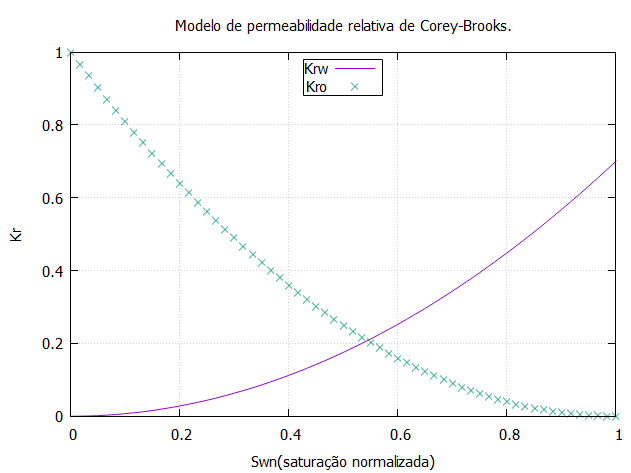 Modelo de permeabilidade relativa de Corey-Brooks.
Krw
Kro
1
0.8
0.6
0.4
0.2
0
Kr
0 0.2 0.4 0.6 0.8 1
Swn(saturação normalizada)